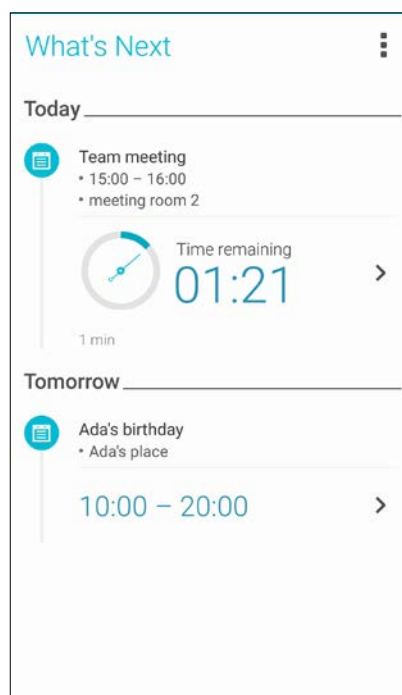 What's Next
Today
Team meeting
• 15:00 – 16:00
• meeting room 2
Time remaining
01:21
1 min
Tomorrow
Ada's birthday
• Ada's place
10:00 – 20:00